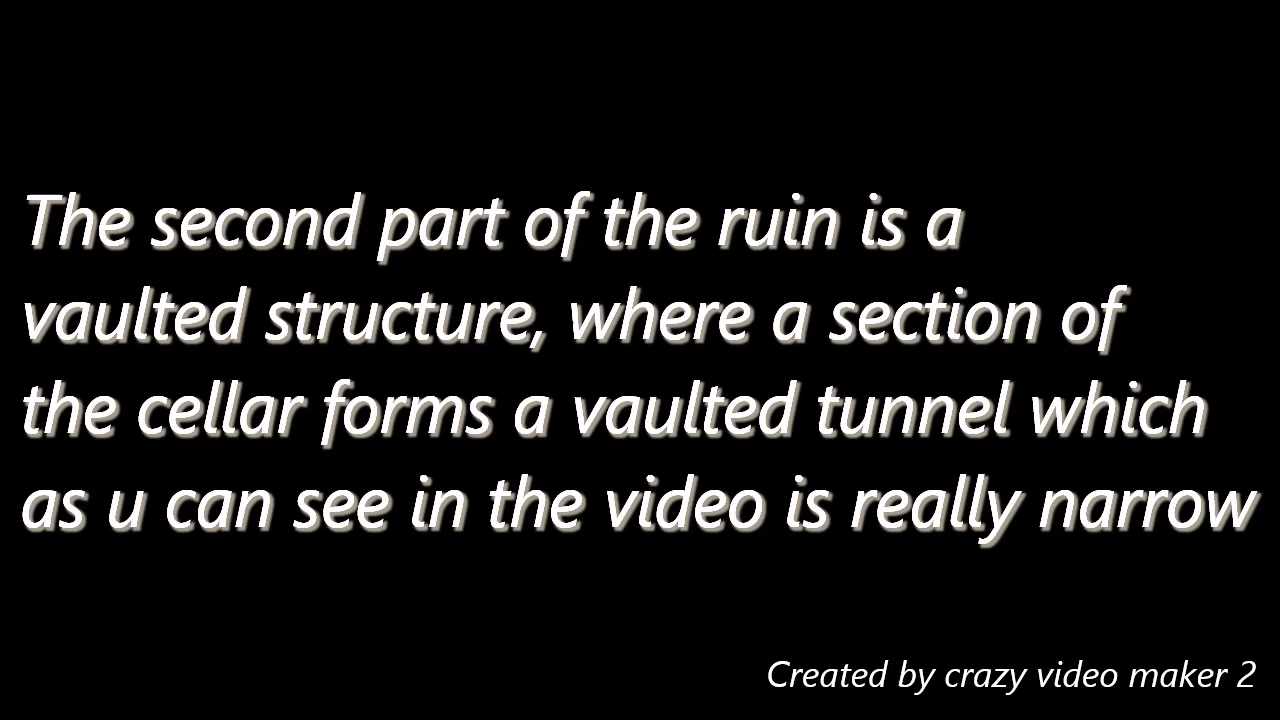 The second part of the ruin is a
vaulted structure, where a section of
the cellar forms a vaulted tunnel which
as u can see in the video is really narrow
Created by crazy video maker 2